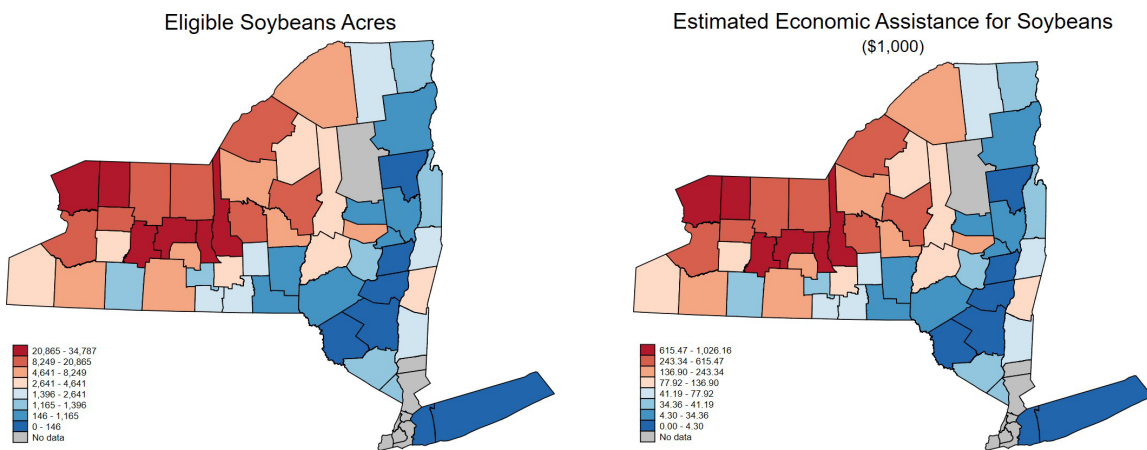 Eligible Soybeans Acres
20,865 - 34,787
8,249 - 20,865
4,641 - 8,249
2,641 - 4,641
1,396 - 2,641
1,165 - 1,396
146 - 1,165
0 - 146
No data
Estimated Economic Assistance for Soybeans
($1,000)
615.47 - 1,026.16
243.34 - 615.47
136.90 - 243.34
77.92 - 136.90
41.19 - 77.92
34.36 - 41.19
4.30 - 34.36
0.00 - 4.30
No data